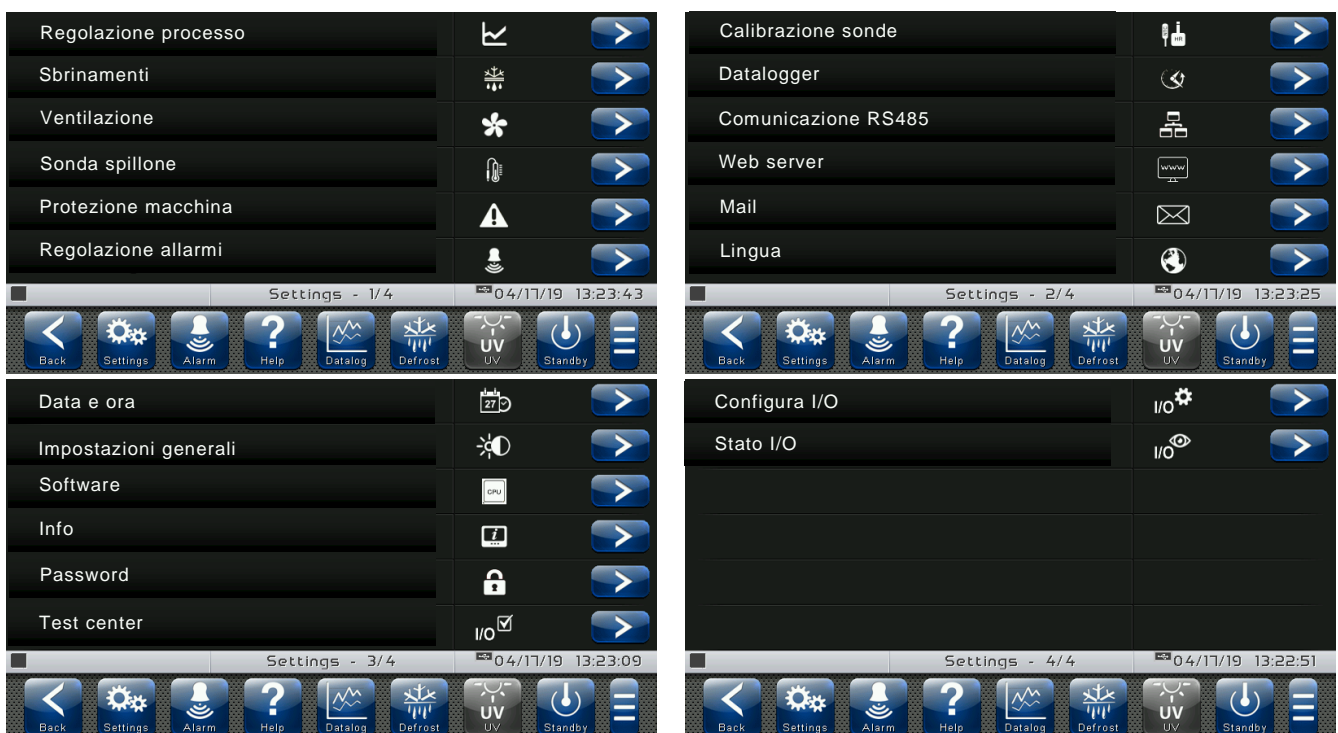 Regolazione processo
Sbrinamenti
Ventilazione
Sonda spillone
Protezione macchina
Regolazione allarmi
Settings - 1/4 04/17/19 13:23:43
Back Settings Alarm ? Help Datalog Defrost UV UV Standby
Calibrazione sonde HR
Datalogger
Comunicazione RS485
Web server www
Mail
Lingua
Settings - 2/4 04/17/19 13:23:25
Back Settings Alarm ? Help Datalog Defrost UV UV Standby
Data e ora 27
Impostazioni generali
Software CPU
Info i
Password
Test center I/O
Settings - 3/4 04/17/19 13:23:09
Back Settings Alarm ? Help Datalog Defrost UV UV Standby
Configura I/O I/O
Stato I/O I/O
Settings - 4/4 04/17/19 13:22:51
Back Settings Alarm ? Help Datalog Defrost UV UV Standby